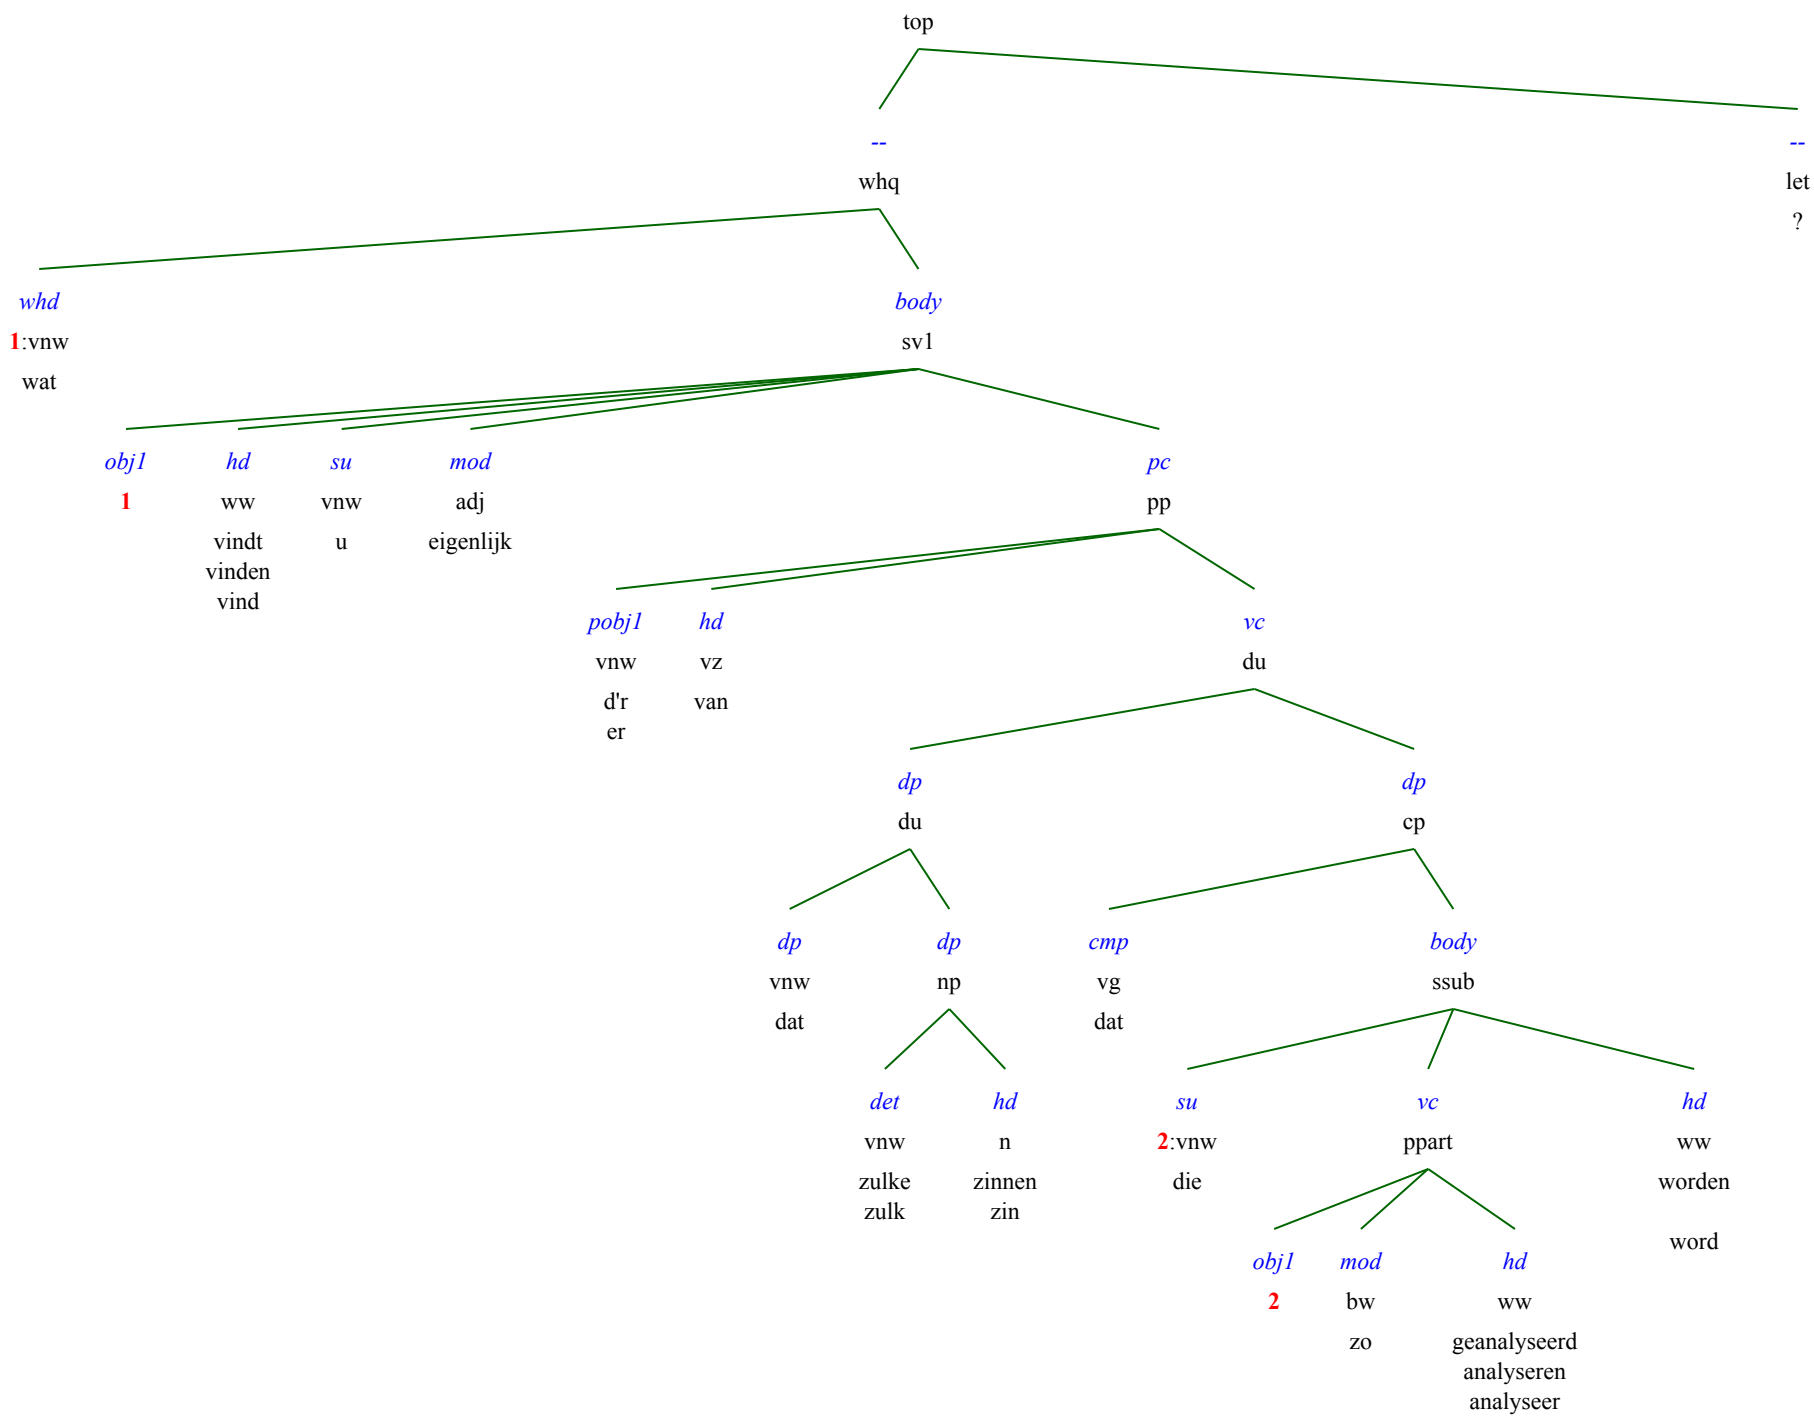 top
-- --
whq let
?
whd body
1:vnw sv1
wat
obj1 hd su mod pc
1 ww vnw adj pp
vindt u eigenlijk
vinden
vind
pobj1 hd vc
vnw vz du
d'r van
er
dp dp
du cp
dp dp cmp body
vnw np vg ssub
dat dat
det hd su vc hd
vnw n 2:vnw ppart ww
zulke zinnen die worden
zulk zin
word
obj1 mod hd
2 bw ww
zo geanalyseerd
analyseren
analyseer